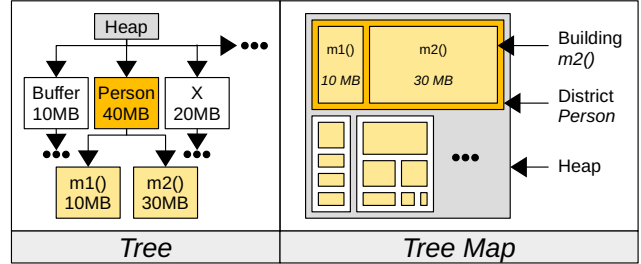 Heap
Buffer
10MB
Person
40MB
X
20MB
m1()
10MB
m2()
30MB
Tree
m1()
10 MB
m2()
30 MB
Building
m2()
District
Person
Heap
Tree Map